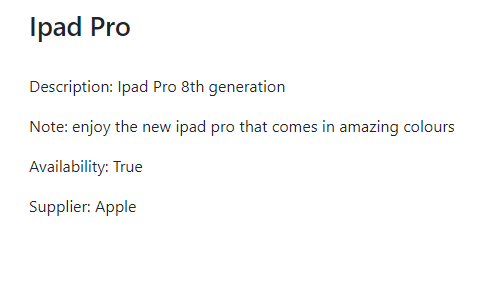 Ipad Pro
Description: Ipad Pro 8th generation
Note: enjoy the new ipad pro that comes in amazing colours
Availability: True
Supplier: Apple